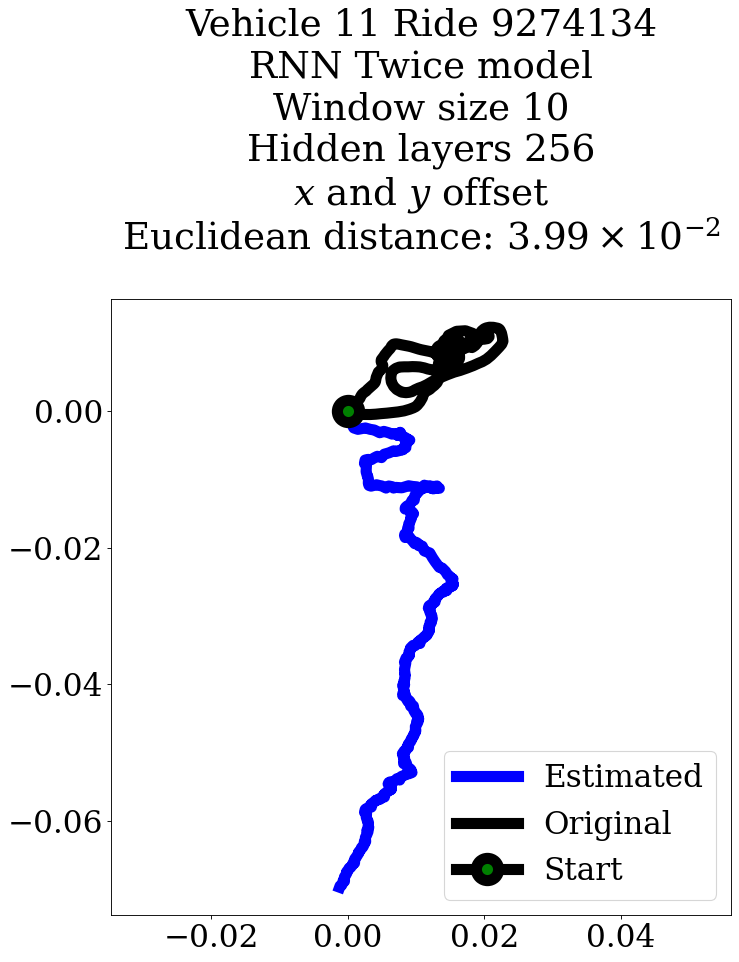 Vehicle 11 Ride 9274134
RNN Twice model
Window size 10
Hidden layers 256
x and y offset
Euclidean distance: 3.99 × 10⁻²
0.00
−0.02
−0.04
−0.06
Estimated
Original
Start
−0.02 0.00 0.02 0.04